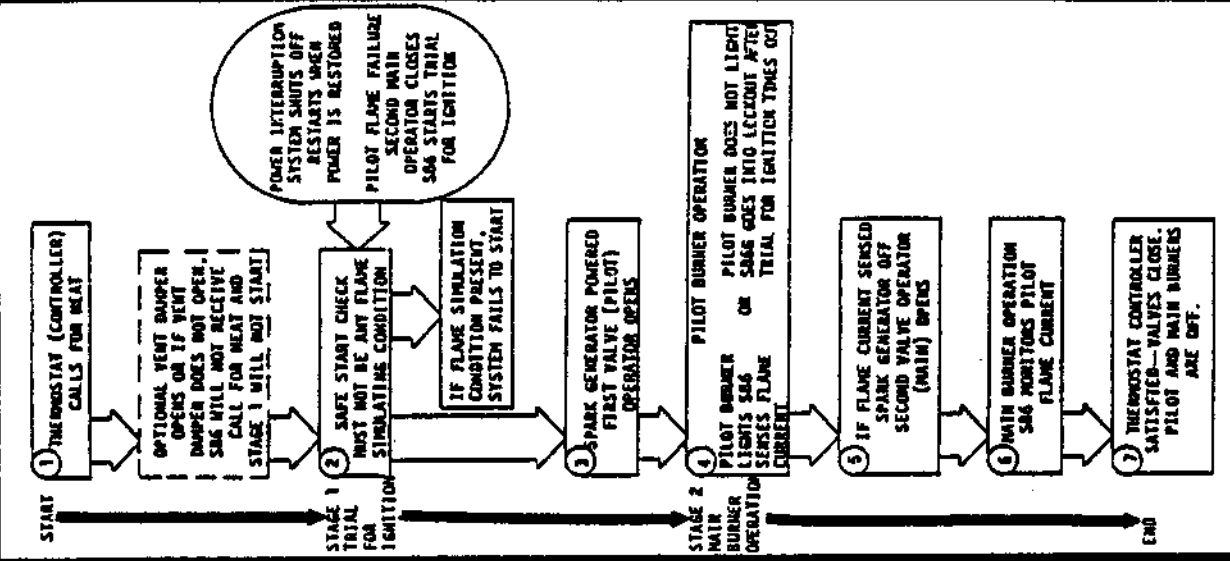 START
STAGE 1
TRIAL
FOR
IGNITION
STAGE 2
MAIN
BURNER
OPERATION
END
1 THERMOSTAT (CONTROLLER)
CALLS FOR HEAT
OPTIONAL VENT DAMPER
OPENS OR IF VENT
DAMPER DOES NOT OPEN,
S86 WILL NOT RECEIVE
CALL FOR HEAT AND
STAGE 1 WILL NOT START
2 SAFE START CHECK
MUST NOT BE ANY FLAME
SIMULATING CONDITION
POWER INTERRUPTION
SYSTEM SHUTS OFF
RESTARTS WHEN
POWER IS RESTORED
PILOT FLAME FAILURE
SECOND MAIN
OPERATOR CLOSES
S86 STARTS TRIAL
FOR IGNITION
IF FLAME SIMULATION
CONDITION PRESENT,
SYSTEM FAILS TO START
3 SPARK GENERATOR POWERED
FIRST VALVE (PILOT)
OPERATOR OPENS
4 PILOT BURNER OPERATION
PILOT BURNER
LIGHTS S86
SENSES FLAME
CURRENT
OR
PILOT BURNER DOES NOT LIGHT
S86G GOES INTO LOCKOUT AFTER
TRIAL FOR IGNITION TIMES OUT
5 IF FLAME CURRENT SENSED
SPARK GENERATOR OFF
SECOND VALVE OPERATOR
(MAIN) OPENS
6 MAIN BURNER OPERATION
S86 MONITORS PILOT
FLAME CURRENT
7 THERMOSTAT CONTROLLER
SATISFIED—VALVES CLOSE.
PILOT AND MAIN BURNERS
ARE OFF.